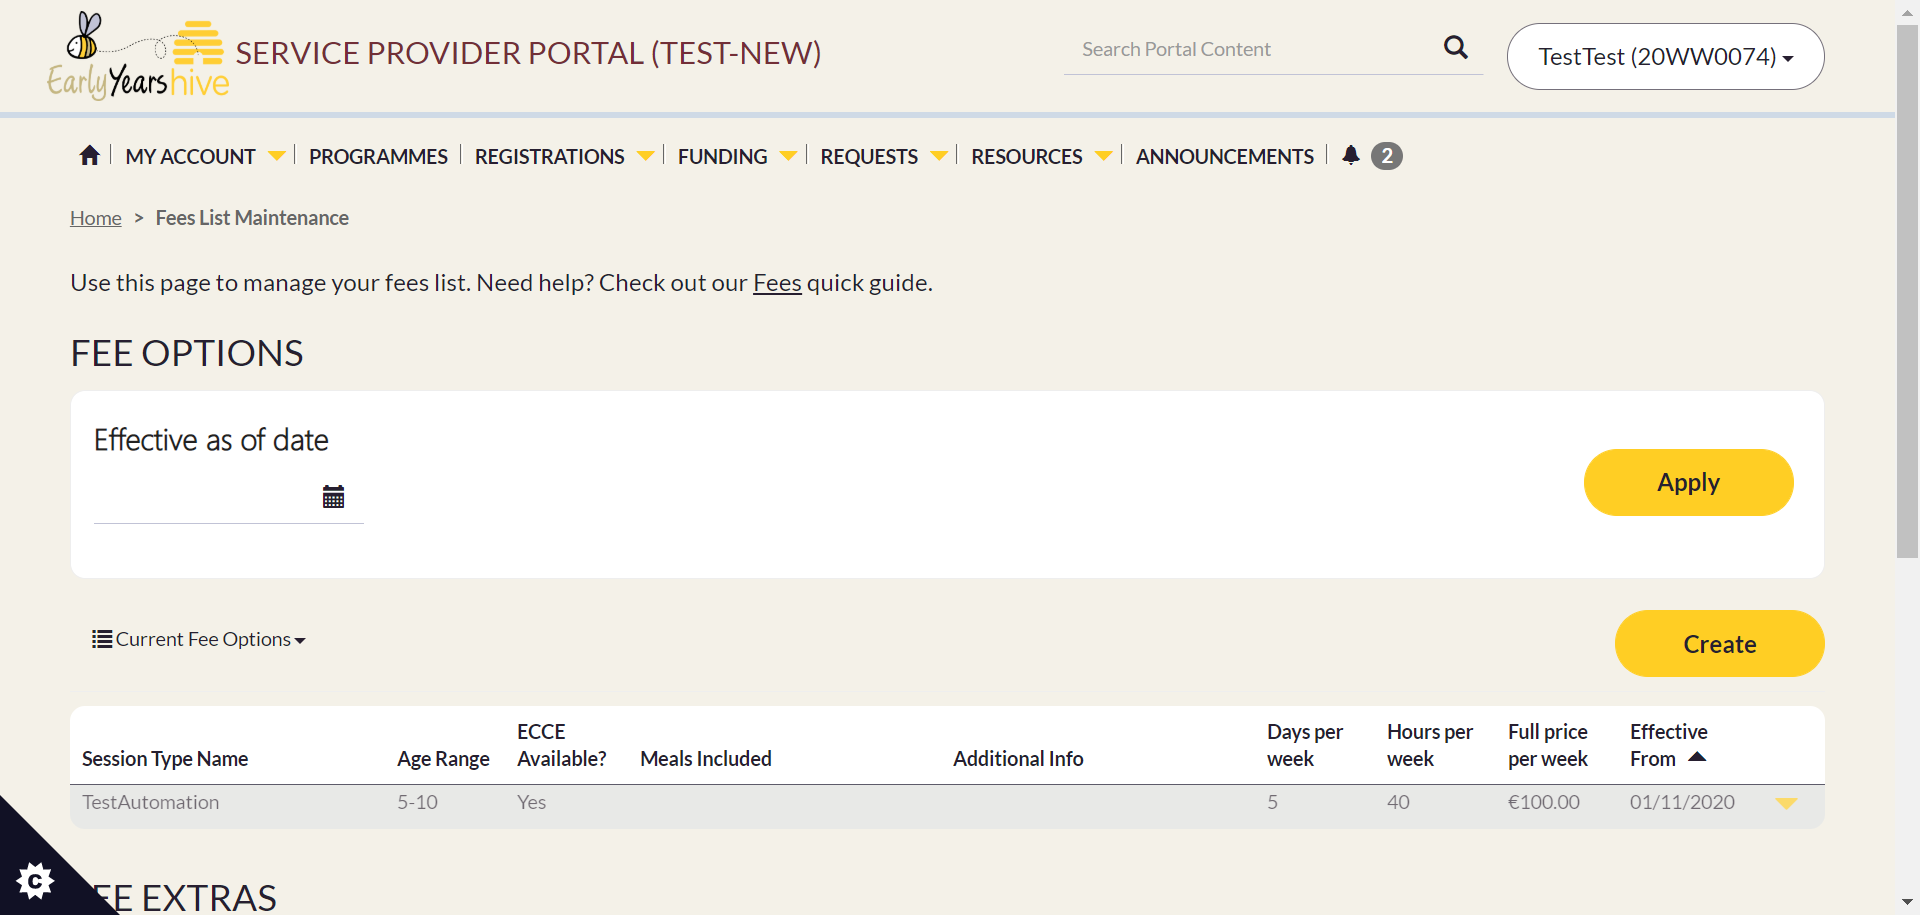 EarlyYearshive
SERVICE PROVIDER PORTAL (TEST-NEW)
Search Portal Content
TestTest (20WW0074)
MY ACCOUNT
PROGRAMMES
REGISTRATIONS
FUNDING
REQUESTS
RESOURCES
ANNOUNCEMENTS
2
Home > Fees List Maintenance
Use this page to manage your fees list. Need help? Check out our Fees quick guide.
FEE OPTIONS
Effective as of date
Apply
Current Fee Options
Create
Session Type Name
Age Range
ECCE
Available?
Meals Included
Additional Info
Days per
week
Hours per
week
Full price
per week
Effective
From
TestAutomation
5-10
Yes
5
40
€100.00
01/11/2020
C
EE EXTRAS